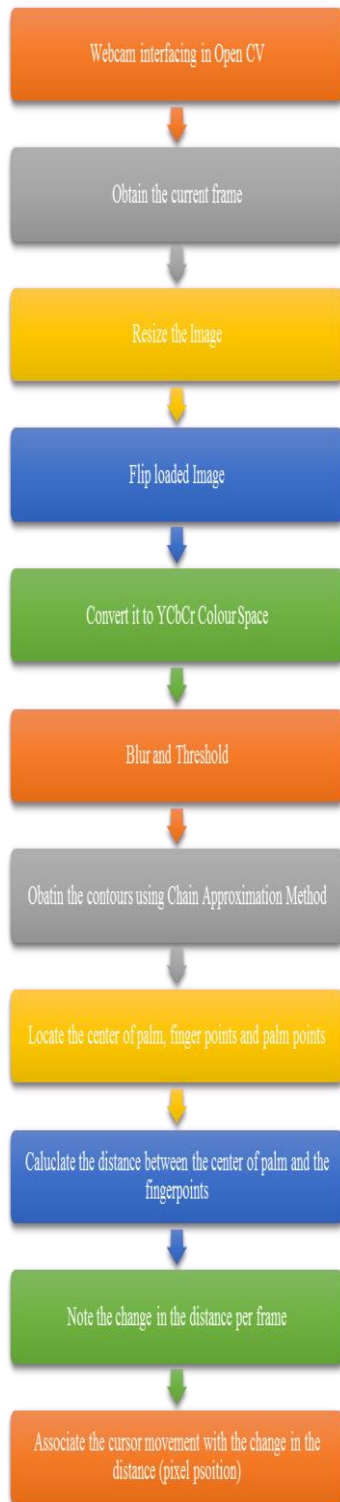 Webcam interfacing in Open CV
Obtain the current frame
Resize the Image
Flip loaded Image
Convert it to YCbCr Colour Space
Blur and Threshold
Obatin the contours using Chain Approximation Method
Locate the center of palm, finger points and palm points
Caluclate the distance between the center of palm and the
fingerpoints
Note the change in the distance per frame
Associate the cursor movement with the change in the
distance (pixel psoition)